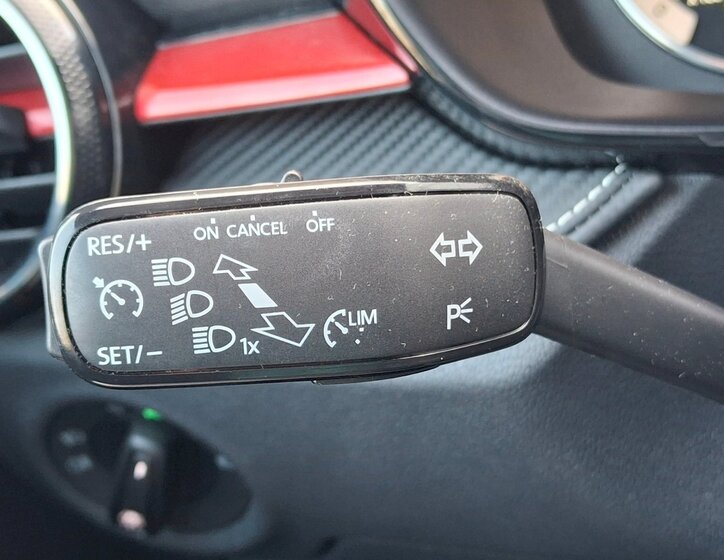 RES/+ ON CANCEL OFF
LIM
P
SET/- 1x